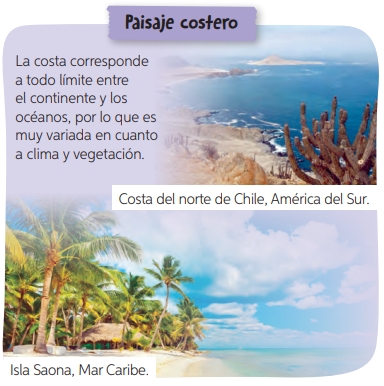 Paisaje costero
La costa corresponde
a todo límite entre
el continente y los
océanos, por lo que es
muy variada en cuanto
a clima y vegetación.
Costa del norte de Chile, América del Sur.
Isla Saona, Mar Caribe.